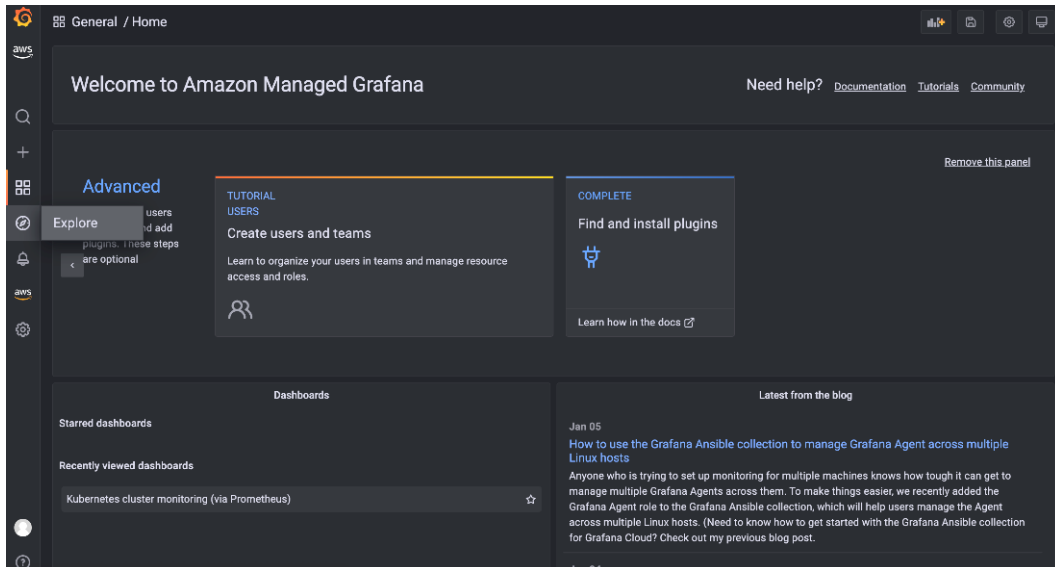 General / Home
aws
Welcome to Amazon Managed Grafana
Need help? Documentation Tutorials Community
Remove this panel
Advanced
users
d add
plugins. These steps
are optional
Explore
TUTORIAL
USERS
Create users and teams
Learn to organize your users in teams and manage resource
access and roles.
COMPLETE
Find and install plugins
Learn how in the docs
aws
Dashboards
Starred dashboards
Recently viewed dashboards
Kubernetes cluster monitoring (via Prometheus)
Latest from the blog
Jan 05
How to use the Grafana Ansible collection to manage Grafana Agent across multiple
Linux hosts
Anyone who is trying to set up monitoring for multiple machines knows how tough it can get to
manage multiple Grafana Agents across them. To make things easier, we recently added the
Grafana Agent role to the Grafana Ansible collection, which will help users manage the Agent
across multiple Linux hosts. (Need to know how to get started with the Grafana Ansible collection
for Grafana Cloud? Check out my previous blog post.